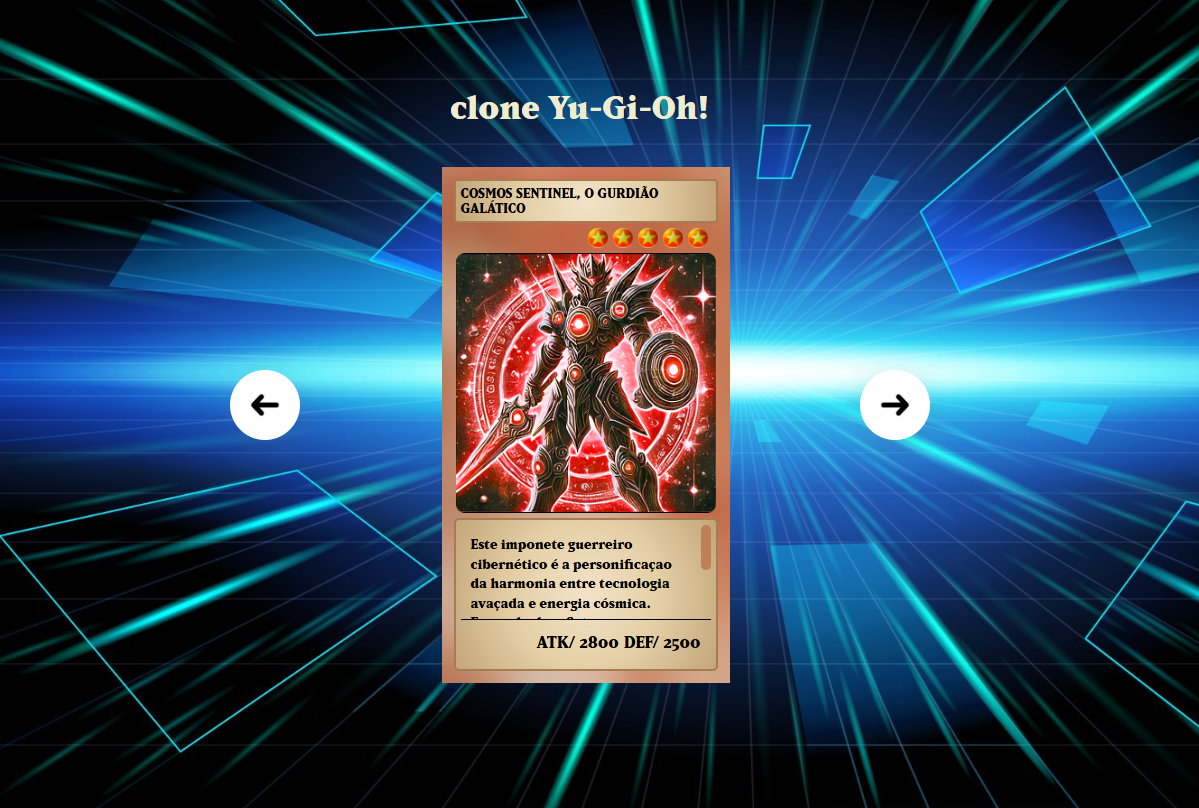 clone Yu-Gi-Oh!
COSMOS SENTINEL, O GURDIÃO
GALÁTICO
Este imponete guerreiro
cibernético é a personificaçao
da harmonia entre tecnologia
avaçada e energia cósmica.
ATK/ 2800 DEF/ 2500